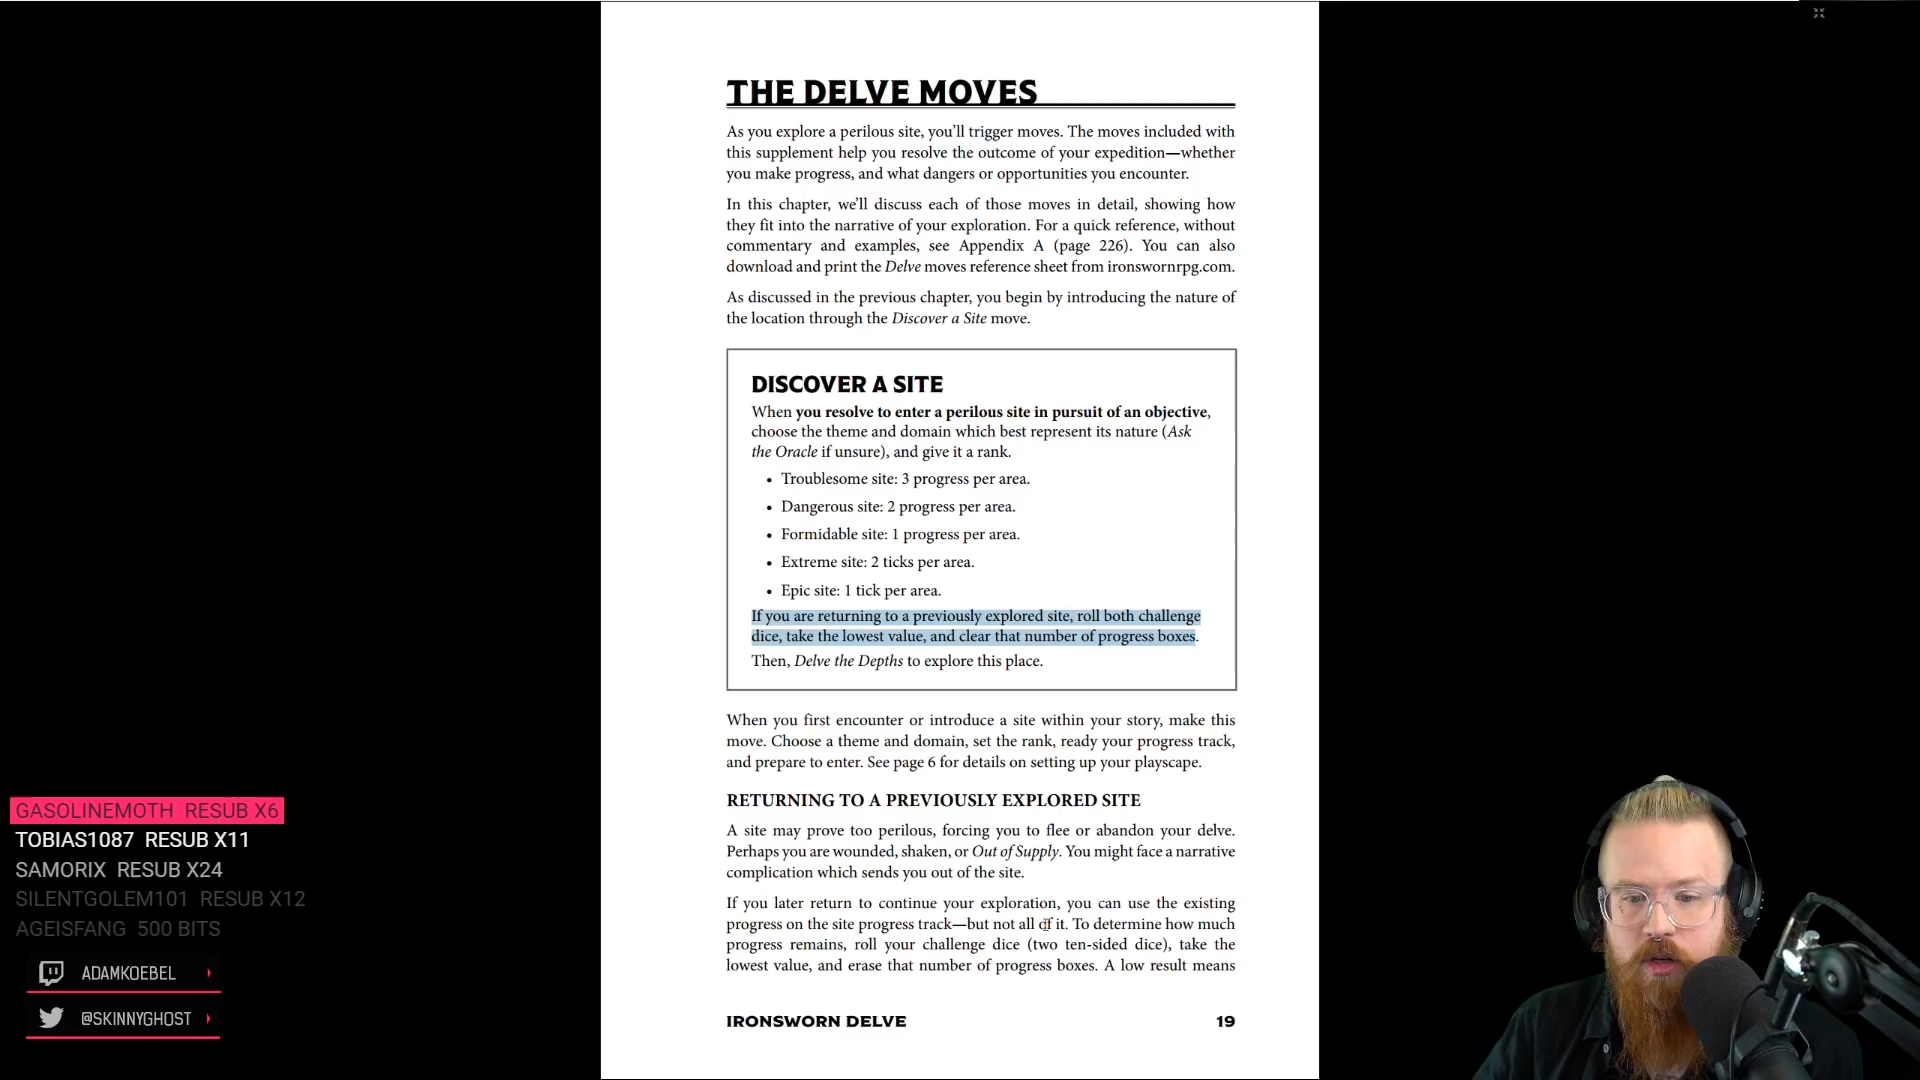 THE DELVE MOVES
As you explore a perilous site, you'll trigger moves. The moves included with
this supplement help you resolve the outcome of your expedition—whether
you make progress, and what dangers or opportunities you encounter.
In this chapter, we'll discuss each of those moves in detail, showing how
they fit into the narrative of your exploration. For a quick reference, without
commentary and examples, see Appendix A (page 226). You can also
download and print the Delve moves reference sheet from ironswornrpg.com.
As discussed in the previous chapter, you begin by introducing the nature of
the location through the Discover a Site move.
DISCOVER A SITE
When you resolve to enter a perilous site in pursuit of an objective,
choose the theme and domain which best represent its nature (Ask
the Oracle if unsure), and give it a rank.
• Troublesome site: 3 progress per area.
• Dangerous site: 2 progress per area.
• Formidable site: 1 progress per area.
• Extreme site: 2 ticks per area.
• Epic site: 1 tick per area.
If you are returning to a previously explored site, roll both challenge
dice, take the lowest value, and clear that number of progress boxes.
Then, Delve the Depths to explore this place.
When you first encounter or introduce a site within your story, make this
move. Choose a theme and domain, set the rank, ready your progress track,
and prepare to enter. See page 6 for details on setting up your playscape.
RETURNING TO A PREVIOUSLY EXPLORED SITE
A site may prove too perilous, forcing you to flee or abandon your delve.
Perhaps you are wounded, shaken, or Out of Supply. You might face a narrative
complication which sends you out of the site.
If you later return to continue your exploration, you can use the existing
progress on the site progress track—but not all of it. To determine how much
progress remains, roll your challenge dice (two ten-sided dice), take the
lowest value, and erase that number of progress boxes. A low result means
IRONSWORN DELVE 19
GASOLINEMOTH RESUB X6
TOBIAS1087 RESUB X11
SAMORIX RESUB X24
SILENTGOLEM101 RESUB X12
AGEISFANG 500 BITS
ADAMKOEBEL
@SKINNYGHOST